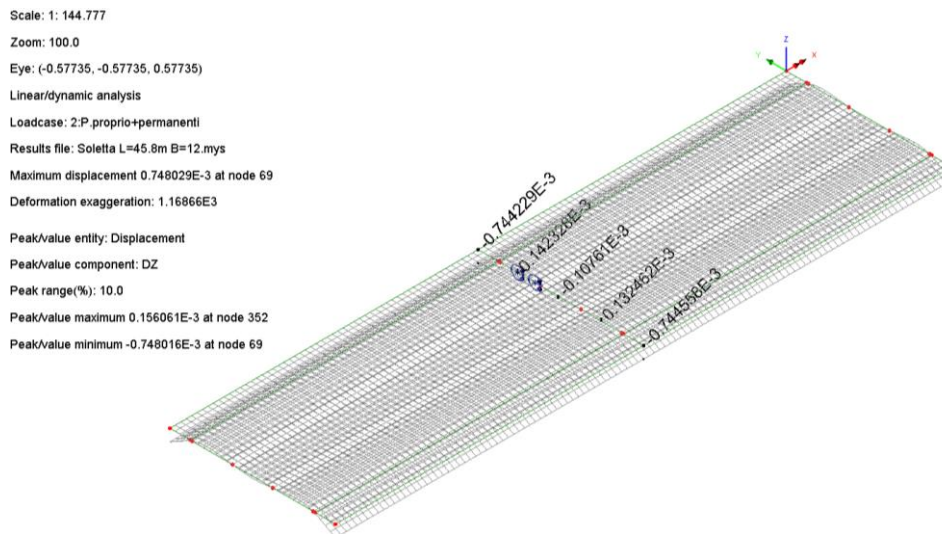 Scale: 1: 144.777
Zoom: 100.0
Eye: (-0.57735, -0.57735, 0.57735)
Linear/dynamic analysis
Loadcase: 2:P.proprio+permanenti
Results file: Soletta L=45.8m B=12.mys
Maximum displacement 0.748029E-3 at node 69
Deformation exaggeration: 1.16866E3
Peak/value entity: Displacement
Peak/value component: DZ
Peak range(%): 10.0
Peak/value maximum 0.156061E-3 at node 352
Peak/value minimum -0.748016E-3 at node 69
Z
Y
X
-0.744229E-3
0.142328E-3
-0.10761E-3
0.132462E-3
-0.744558E-3